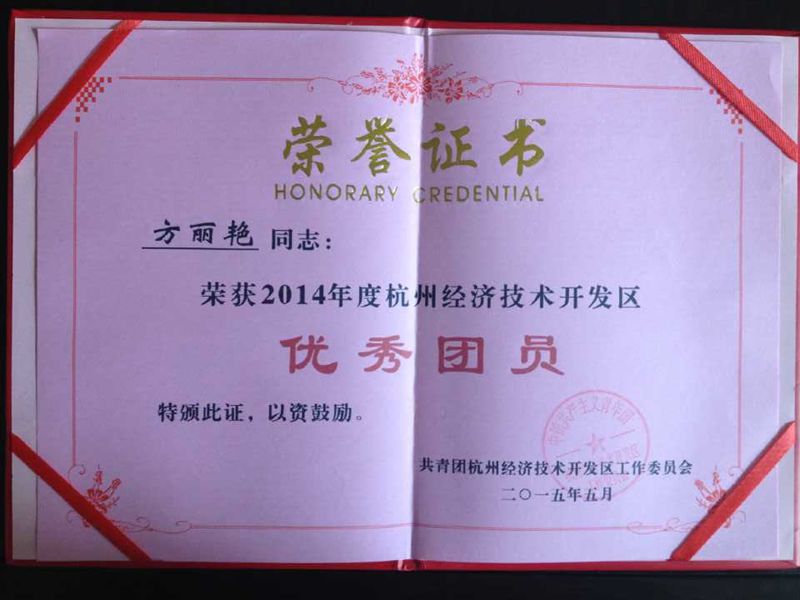 荣誉证书
HONORARY CREDENTIAL
方丽艳 同志：
荣获2014年度杭州经济技术开发区
优秀团员
特颁此证，以资鼓励。
共青团杭州经济技术开发区工作委员会
二〇一五年五月